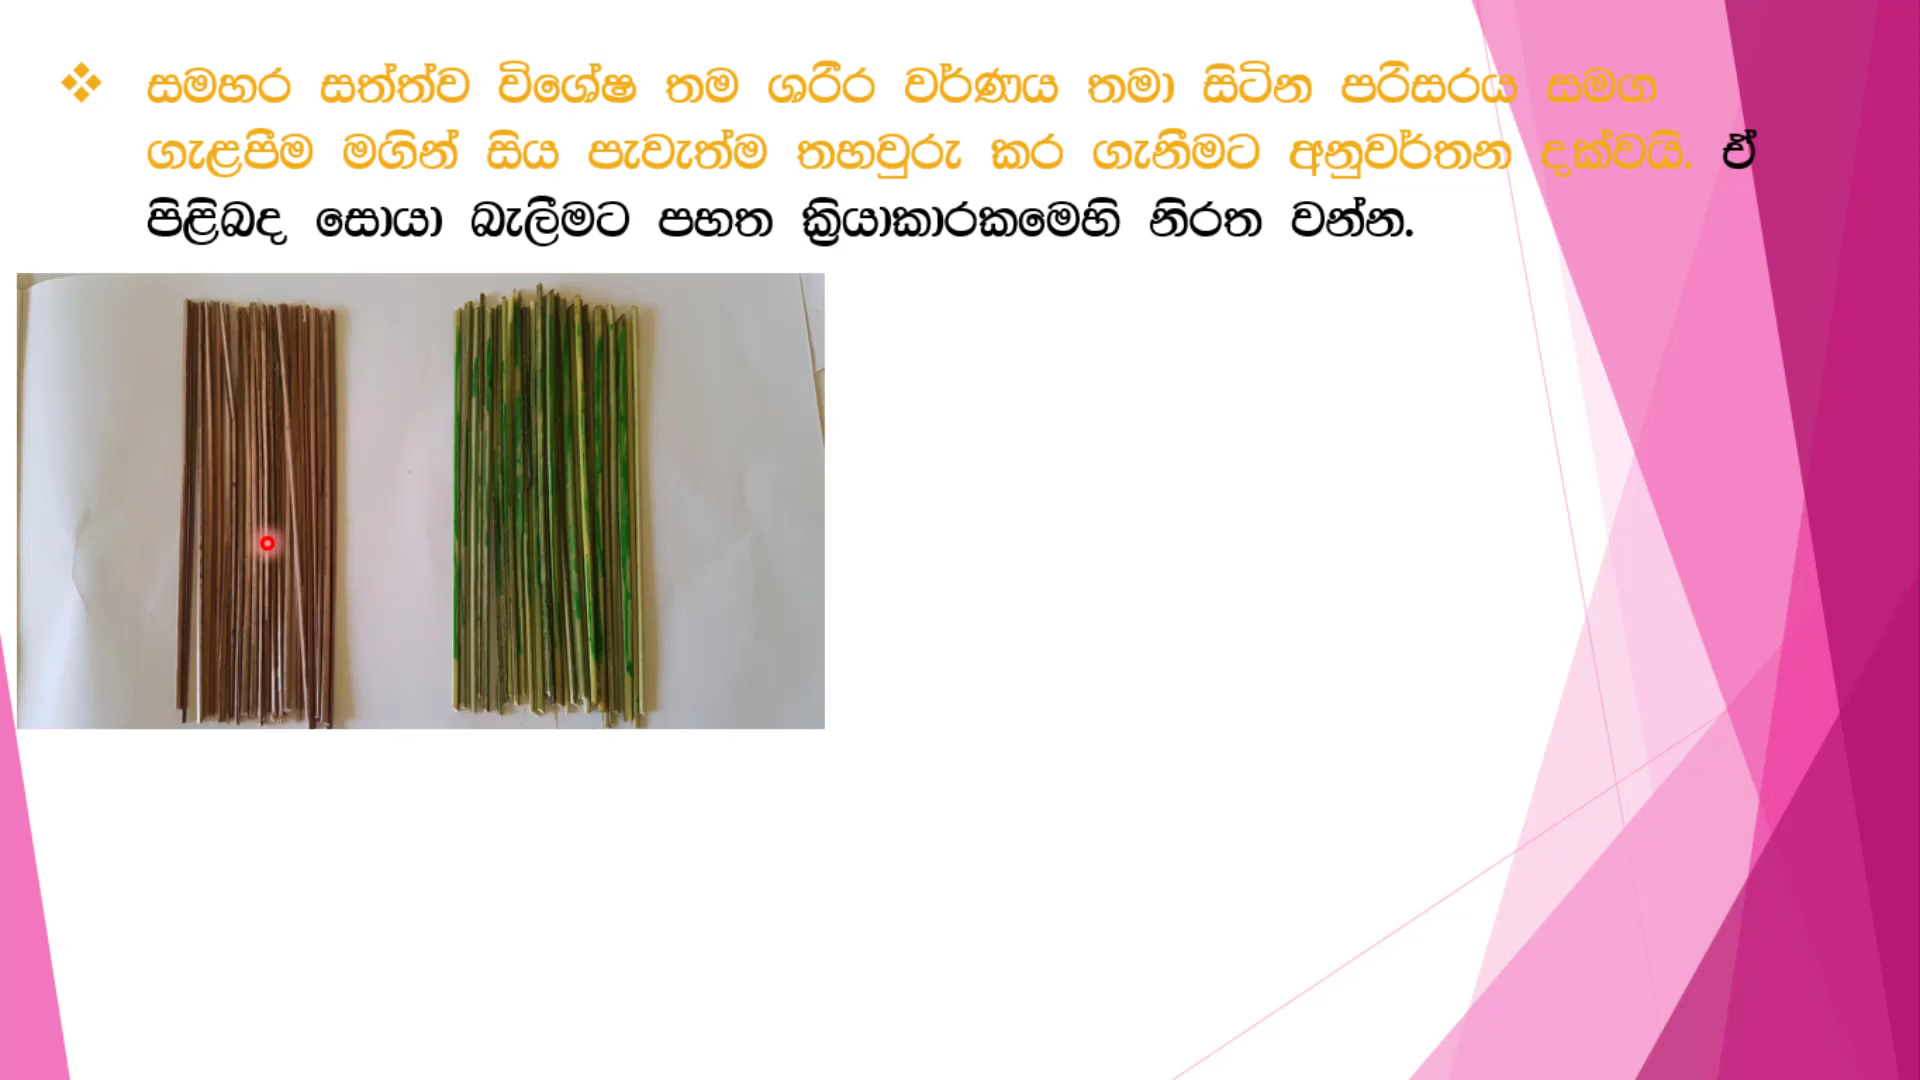 සමහර සත්ත්ව විශේෂ තම ශරීර වර්ණය තමා සිටින පරිසරය සමග
ගැළපීම මගින් සිය පැවැත්ම තහවුරු කර ගැනීමට අනුවර්තන දක්වයි. ඒ
පිළිබද සොයා බැලීමට පහත ක්‍රියාකාරකමෙහි නිරත වන්න.